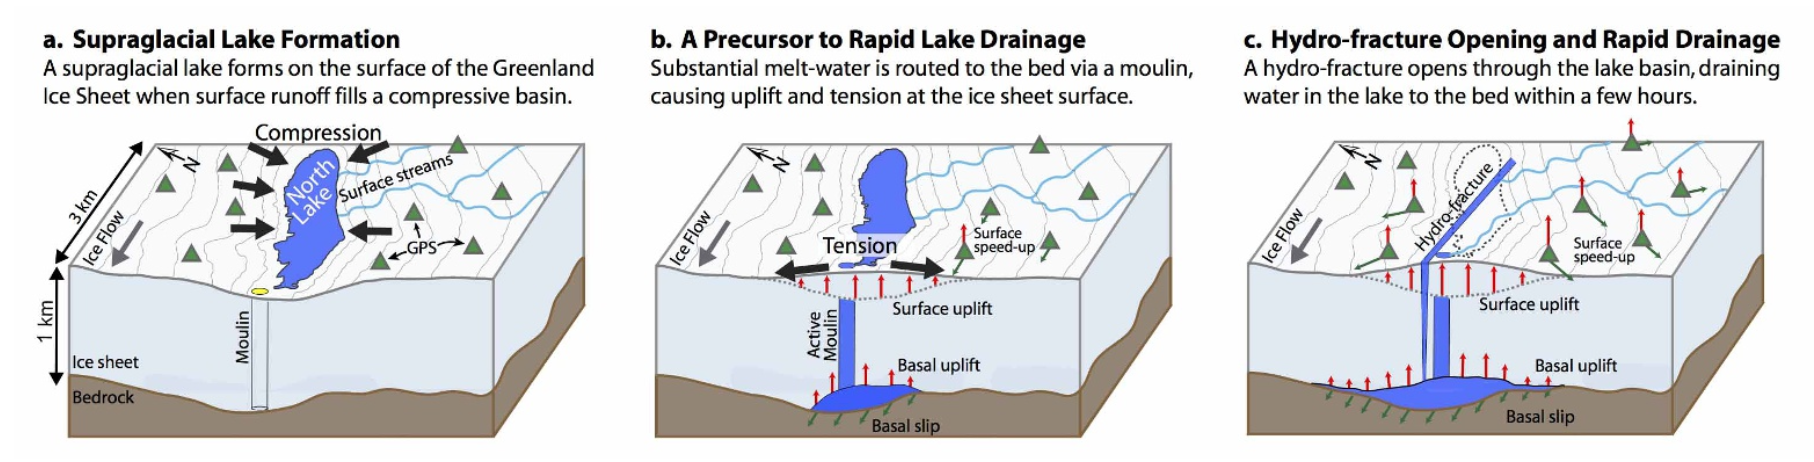 a. Supraglacial Lake Formation
A supraglacial lake forms on the surface of the Greenland
Ice Sheet when surface runoff fills a compressive basin.
Compression
N
North
Lake
Surface streams
3 km
Ice Flow
GPS
1 km
Moulin
Ice sheet
Bedrock
b. A Precursor to Rapid Lake Drainage
Substantial melt-water is routed to the bed via a moulin,
causing uplift and tension at the ice sheet surface.
N
Ice Flow
Tension
Surface
speed-up
Surface uplift
Active
Moulin
Basal uplift
Basal slip
c. Hydro-fracture Opening and Rapid Drainage
A hydro-fracture opens through the lake basin, draining
water in the lake to the bed within a few hours.
N
Ice Flow
Hydro-fracture
Surface
speed-up
Surface uplift
Basal uplift
Basal slip